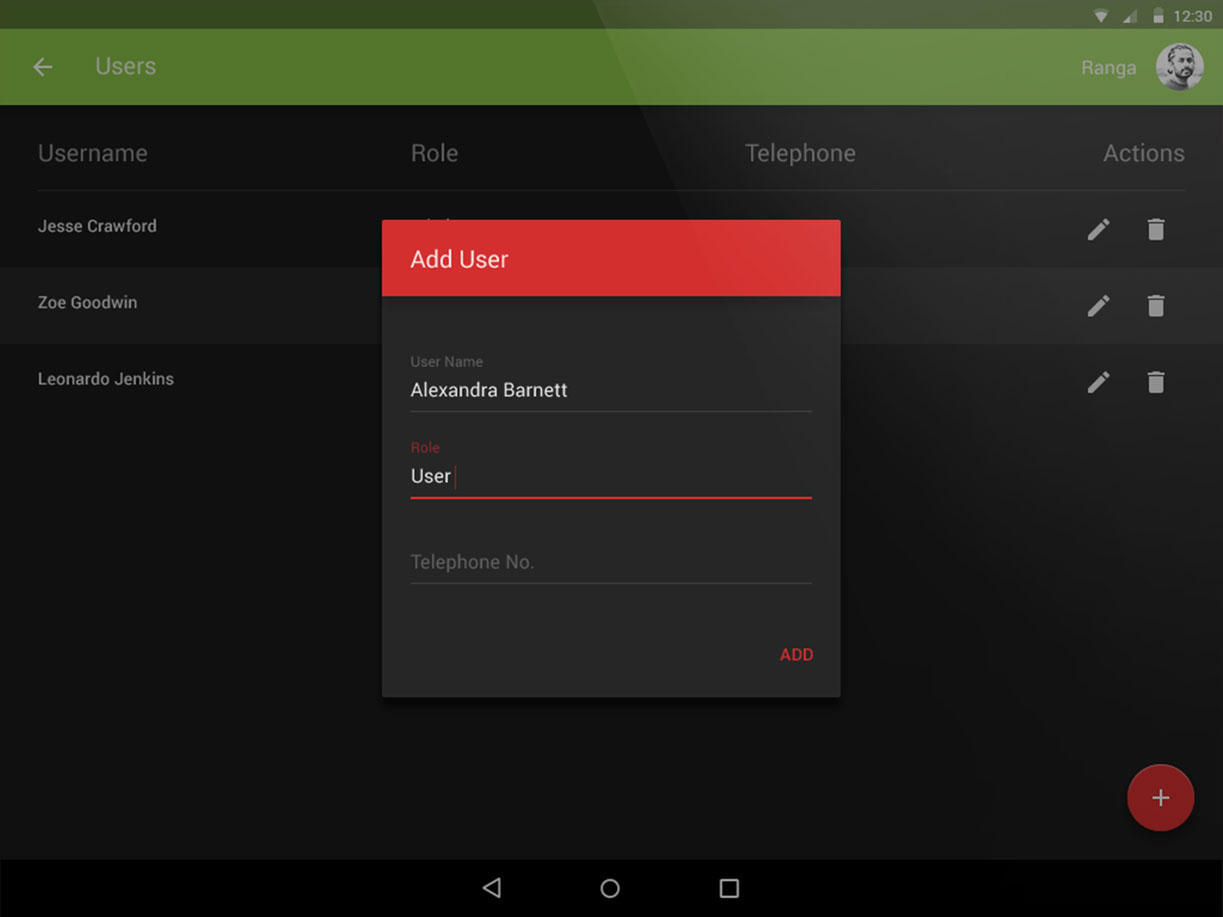 12:30
Users
Ranga
Username Role Telephone Actions
Jesse Crawford
Zoe Goodwin
Leonardo Jenkins
Add User
User Name
Alexandra Barnett
Role
User
Telephone No.
ADD